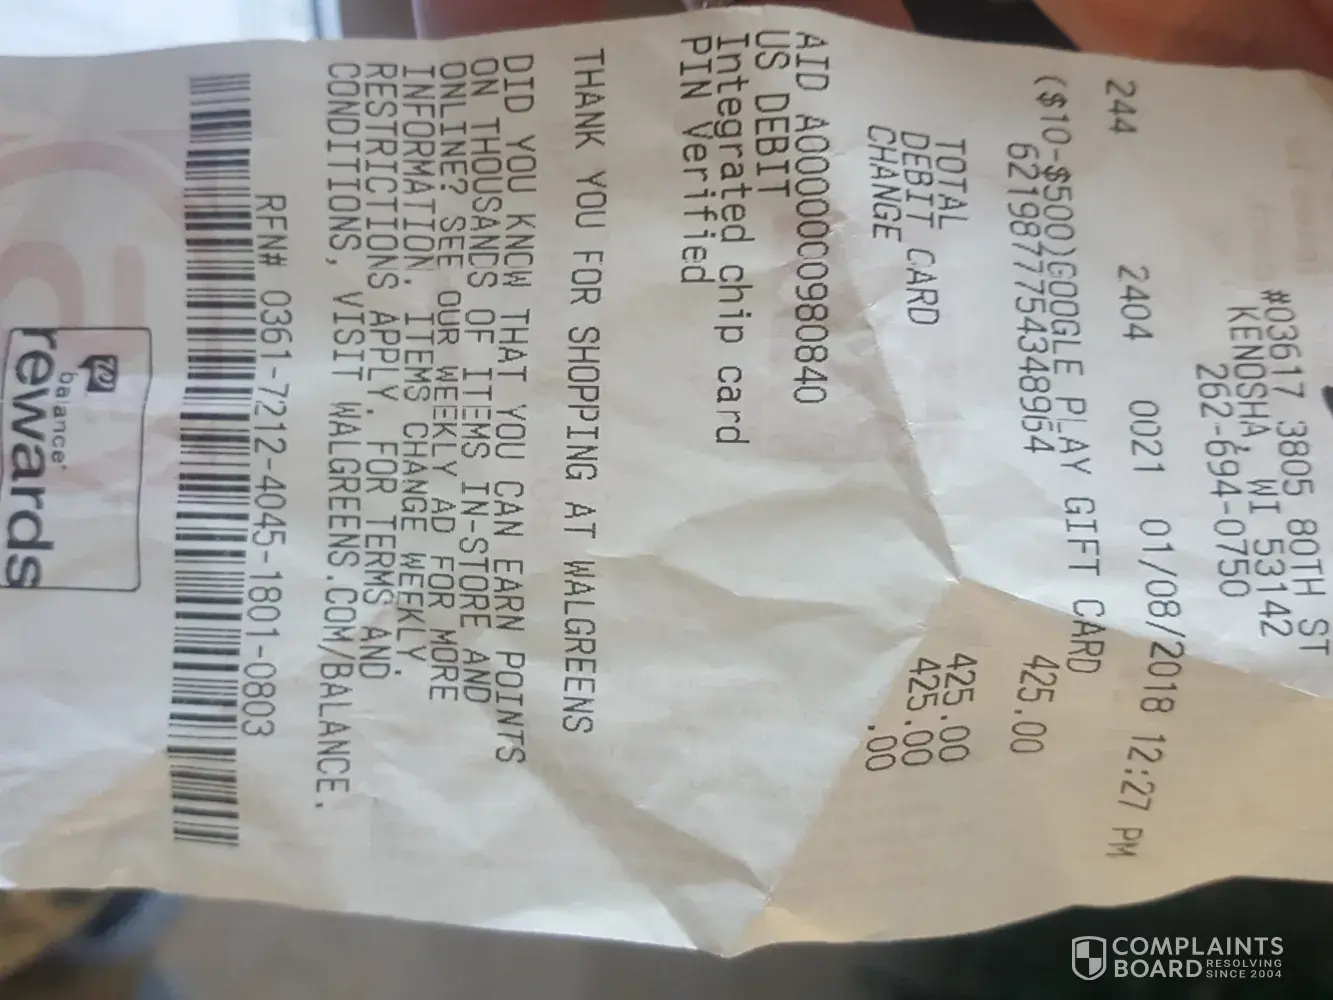 #03617 3805 80TH ST
KENOSHA, WI 53142
262-694-0750
244 2404 0021 01/08/2018 12:27 PM
($10-$500)GOOGLE PLAY GIFT CARD
62198777543489 425.00
TOTAL 425.00
DEBIT CARD 425.00
CHANGE .00
AID A0000000980840
US DEBIT
Integrated chip card
PIN Verified
THANK YOU FOR SHOPPING AT WALGREENS
DID YOU KNOW THAT YOU CAN EARN POINTS
ON THOUSANDS OF ITEMS IN-STORE AND
ONLINE? SEE OUR WEEKLY AD FOR MORE
INFORMATION. ITEMS CHANGE WEEKLY.
RESTRICTIONS APPLY. FOR TERMS AND
CONDITIONS, VISIT WALGREENS.COM/BALANCE.
RFN# 0361-7212-4045-1801-0803
balance
rewards
COMPLAINTS
BOARD RESOLVING
SINCE 2004